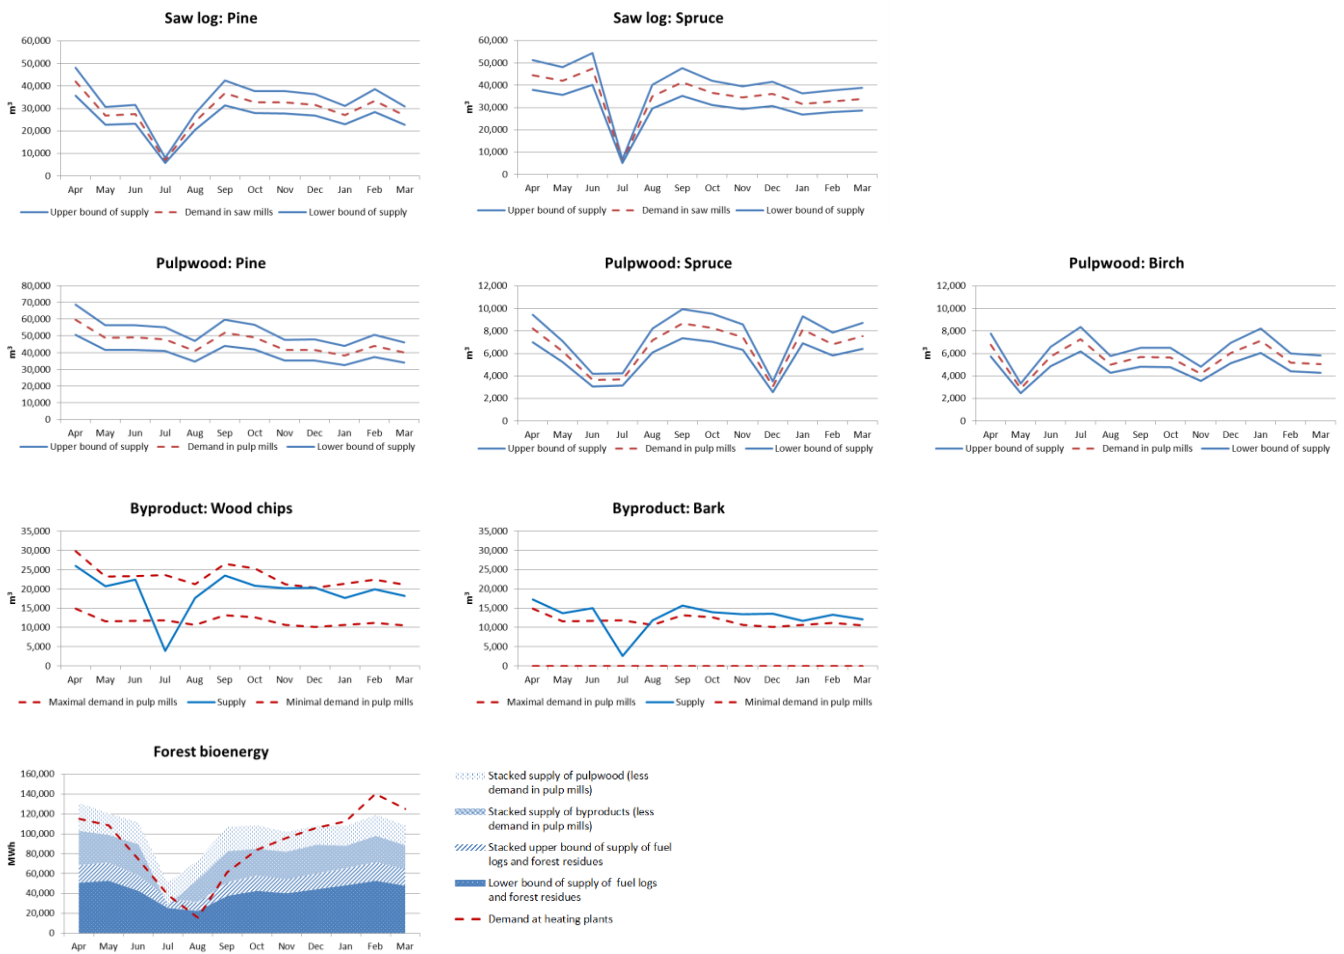 Saw log: Pine
60,000
50,000
40,000
30,000
20,000
10,000
0
m³
Apr May Jun Jul Aug Sep Oct Nov Dec Jan Feb Mar
Upper bound of supply Demand in saw mills Lower bound of supply
Saw log: Spruce
60,000
50,000
40,000
30,000
20,000
10,000
0
m³
Apr May Jun Jul Aug Sep Oct Nov Dec Jan Feb Mar
Upper bound of supply Demand in saw mills Lower bound of supply
Pulpwood: Pine
80,000
70,000
60,000
50,000
40,000
30,000
20,000
10,000
0
m³
Apr May Jun Jul Aug Sep Oct Nov Dec Jan Feb Mar
Upper bound of supply Demand in pulp mills Lower bound of supply
Pulpwood: Spruce
12,000
10,000
8,000
6,000
4,000
2,000
0
m³
Apr May Jun Jul Aug Sep Oct Nov Dec Jan Feb Mar
Upper bound of supply Demand in pulp mills Lower bound of supply
Pulpwood: Birch
12,000
10,000
8,000
6,000
4,000
2,000
0
m³
Apr May Jun Jul Aug Sep Oct Nov Dec Jan Feb Mar
Upper bound of supply Demand in pulp mills Lower bound of supply
Byproduct: Wood chips
35,000
30,000
25,000
20,000
15,000
10,000
5,000
0
m³
Apr May Jun Jul Aug Sep Oct Nov Dec Jan Feb Mar
Maximal demand in pulp mills Supply Minimal demand in pulp mills
Byproduct: Bark
35,000
30,000
25,000
20,000
15,000
10,000
5,000
0
m³
Apr May Jun Jul Aug Sep Oct Nov Dec Jan Feb Mar
Maximal demand in pulp mills Supply Minimal demand in pulp mills
Forest bioenergy
160,000
140,000
120,000
100,000
80,000
60,000
40,000
20,000
0
MWh
Apr May Jun Jul Aug Sep Oct Nov Dec Jan Feb Mar
Stacked supply of pulpwood (less
demand in pulp mills)
Stacked supply of byproducts (less
demand in pulp mills)
Stacked upper bound of supply of fuel
logs and forest residues
Lower bound of supply of fuel logs
and forest residues
Demand at heating plants